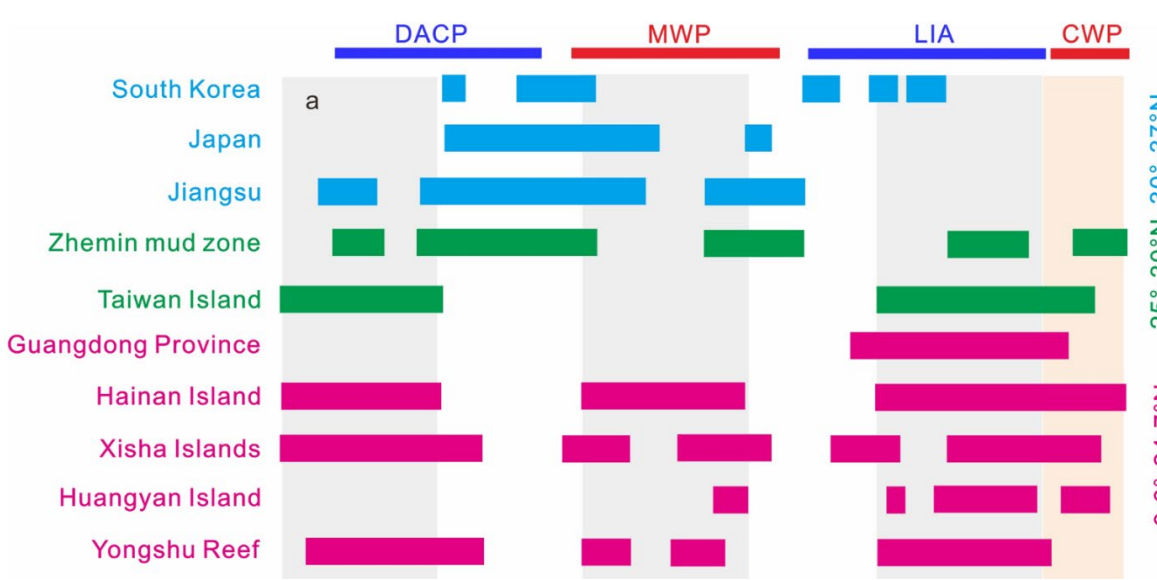 DACP MWP LIA CWP
South Korea
a
Japan
Jiangsu
Zhemin mud zone
Taiwan Island
Guangdong Province
Hainan Island
Xisha Islands
Huangyan Island
Yongshu Reef